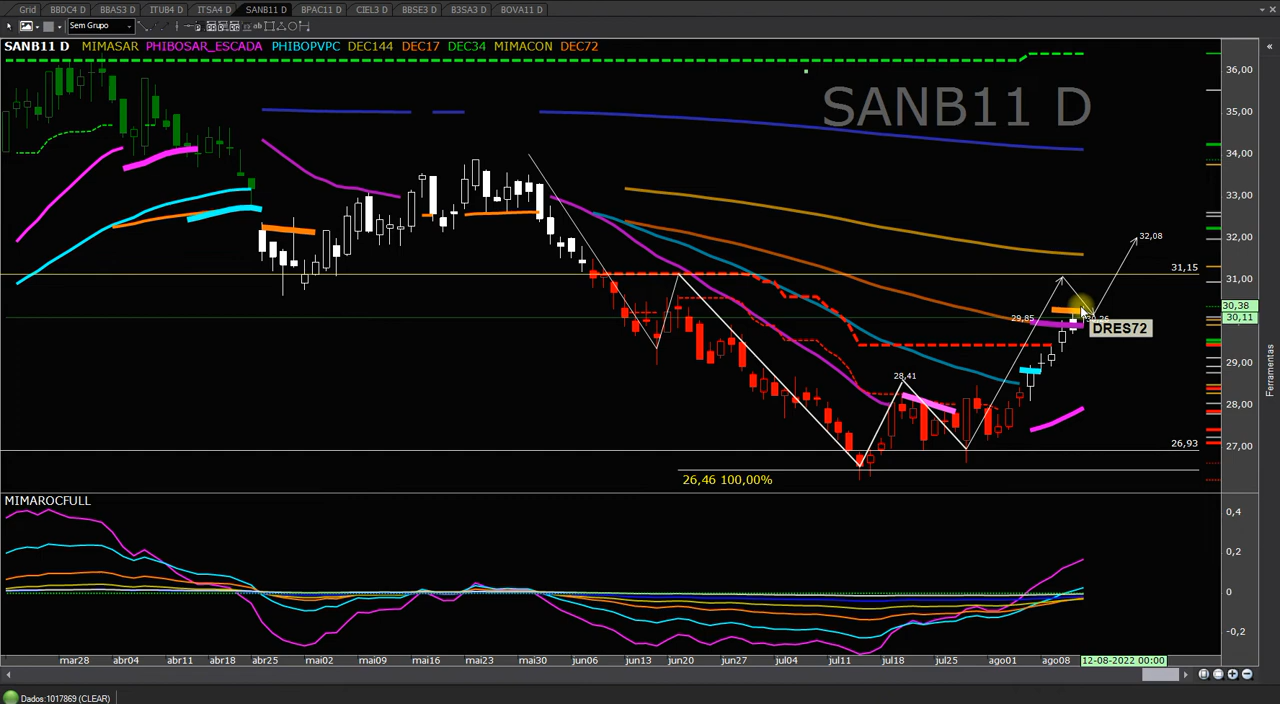 Grid BBDC4 D BBAS3 D ITUB4 D ITSA4 D SANB11 D BPAC11 D CIEL3 D BBSE3 D B3SA3 D BOVA11 D
Sem Grupo
SANB11 D MIMASAR PHIBOSAR_ESCADA PHIBOPVPC DEC144 DEC17 DEC34 MIMACON DEC72
SANB11 D
36,00
35,00
34,00
33,00
32,00
31,00
29,00
28,00
27,00
32,08
31,15
30,38
30,11
29,85
DRES72
28,41
26,93
26,46 100,00%
Ferramentas
MIMAROCFULL
0,4
0,2
0
-0,2
mar28 abr04 abr11 abr18 abr25 mai02 mai09 mai16 mai23 mai30 jun06 jun13 jun20 jun27 jul04 jul11 jul18 jul25 ago01 ago08 12-08-2022 00:00
Dados:1017869 (CLEAR)